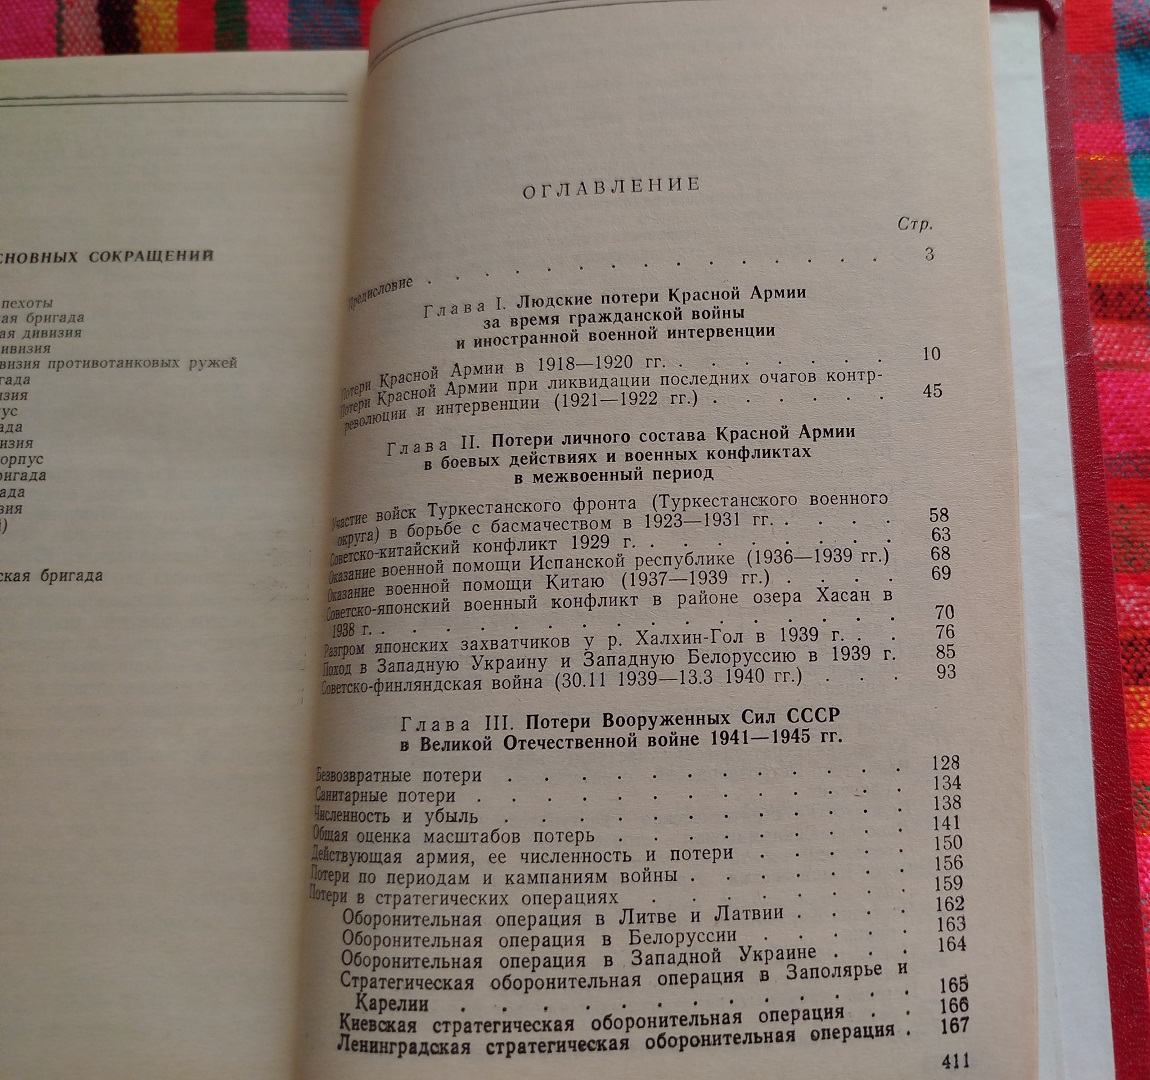 СНОВНЫХ СОКРАЩЕНИЙ
пехоты
ая бригада
ая дивизия
ивизия
визия противотанковых ружей
гада
изия
пус
ада
изия
орпус
ригада
ада
зия
)
ская бригада
ОГЛАВЛЕНИЕ
Стр.
Предисловие . . . . . . . . . . . . . . 3
Глава I. Людские потери Красной Армии
за время гражданской войны
и иностранной военной интервенции
Потери Красной Армии в 1918—1920 гг. . . . . . . . 10
Потери Красной Армии при ликвидации последних очагов контр-
революции и интервенции (1921—1922 гг.) . . . . . . 45
Глава II. Потери личного состава Красной Армии
в боевых действиях и военных конфликтах
в межвоенный период
Участие войск Туркестанского фронта (Туркестанского военного
округа) в борьбе с басмачеством в 1923—1931 гг. . . . . 58
Советско-китайский конфликт 1929 г. . . . . . . . . 63
Оказание военной помощи Испанской республике (1936—1939 гг.) 68
Оказание военной помощи Китаю (1937—1939 гг.) . . . . 69
Советско-японский военный конфликт в районе озера Хасан в
1938 г. . . . . . . . . . . . . . . . . 70
Разгром японских захватчиков у р. Халхин-Гол в 1939 г. . . 76
Поход в Западную Украину и Западную Белоруссию в 1939 г. 85
Советско-финляндская война (30.11 1939—13.3 1940 гг.) . . . 93
Глава III. Потери Вооруженных Сил СССР
в Великой Отечественной войне 1941—1945 гг.
Безвозвратные потери . . . . . . . . . . . 128
Санитарные потери . . . . . . . . . . . . 134
Численность и убыль . . . . . . . . . . . 138
Общая оценка масштабов потерь . . . . . . . . 141
Действующая армия, ее численность и потери . . . . . 150
Потери по периодам и кампаниям войны . . . . . . . 156
Потери в стратегических операциях . . . . . . . 159
Оборонительная операция в Литве и Латвии . . . . 162
Оборонительная операция в Белоруссии . . . . . 163
Оборонительная операция в Западной Украине . . . 164
Стратегическая оборонительная операция в Заполярье и
Карелии . . . . . . . . . . . 165
Киевская стратегическая оборонительная операция . . 166
Ленинградская стратегическая оборонительная операция . 167
411